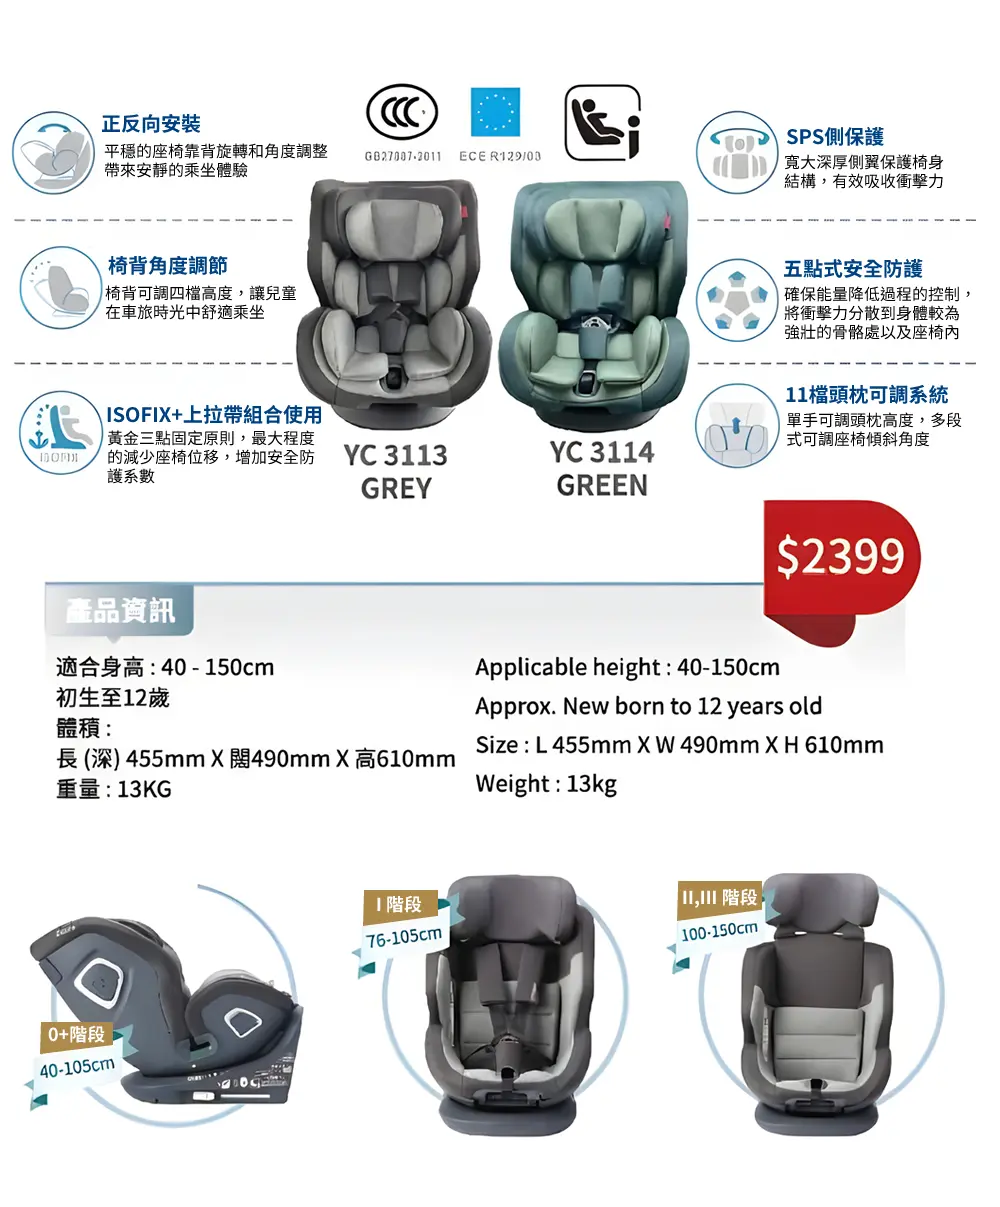 正反向安裝
平穩的座椅靠背旋轉和角度調整
帶來安靜的乘坐體驗
椅背角度調節
椅背可調四檔高度，讓兒童
在車旅時光中舒適乘坐
ISOFIX
ISOFIX+上拉帶組合使用
黃金三點固定原則，最大程度
的減少座椅位移，增加安全防
護系數
CCC
GB27887-2011
ECE R129/03
i
YC 3113
GREY
YC 3114
GREEN
SPS側保護
寬大深厚側翼保護椅身
結構，有效吸收衝擊力
五點式安全防護
確保能量降低過程的控制，
將衝擊力分散到身體較為
強壯的骨骼處以及座椅內
11檔頭枕可調系統
單手可調頭枕高度，多段
式可調座椅傾斜角度
$2399
產品資訊
適合身高 : 40 - 150cm
初生至12歲
體積 :
長 (深) 455mm X 闊490mm X 高610mm
重量 : 13KG
Applicable height : 40-150cm
Approx. New born to 12 years old
Size : L 455mm X W 490mm X H 610mm
Weight : 13kg
0+階段
40-105cm
I 階段
76-105cm
II,III 階段
100-150cm